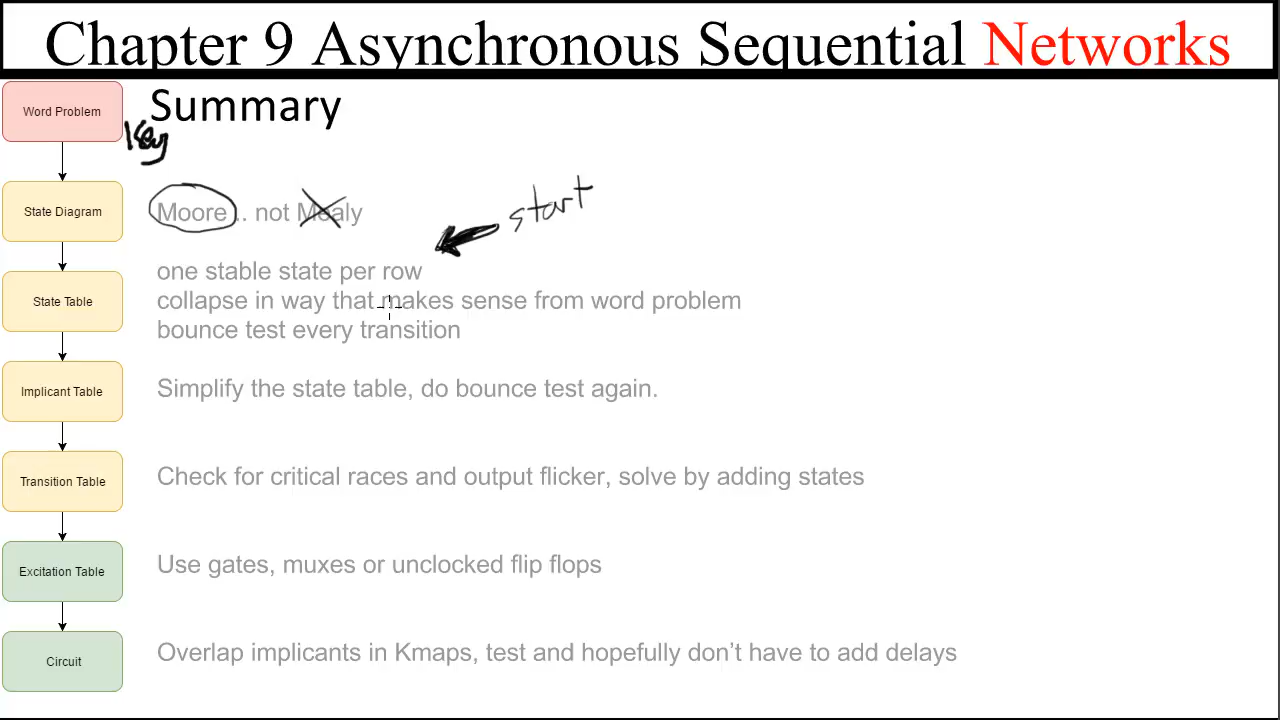 Chapter 9 Asynchronous Sequential Networks
Word Problem
Summary
Key
State Diagram
Moore .. not Mealy
start
State Table
one stable state per row
collapse in way that makes sense from word problem
bounce test every transition
Implicant Table
Simplify the state table, do bounce test again.
Transition Table
Check for critical races and output flicker, solve by adding states
Excitation Table
Use gates, muxes or unclocked flip flops
Circuit
Overlap implicants in Kmaps, test and hopefully don’t have to add delays